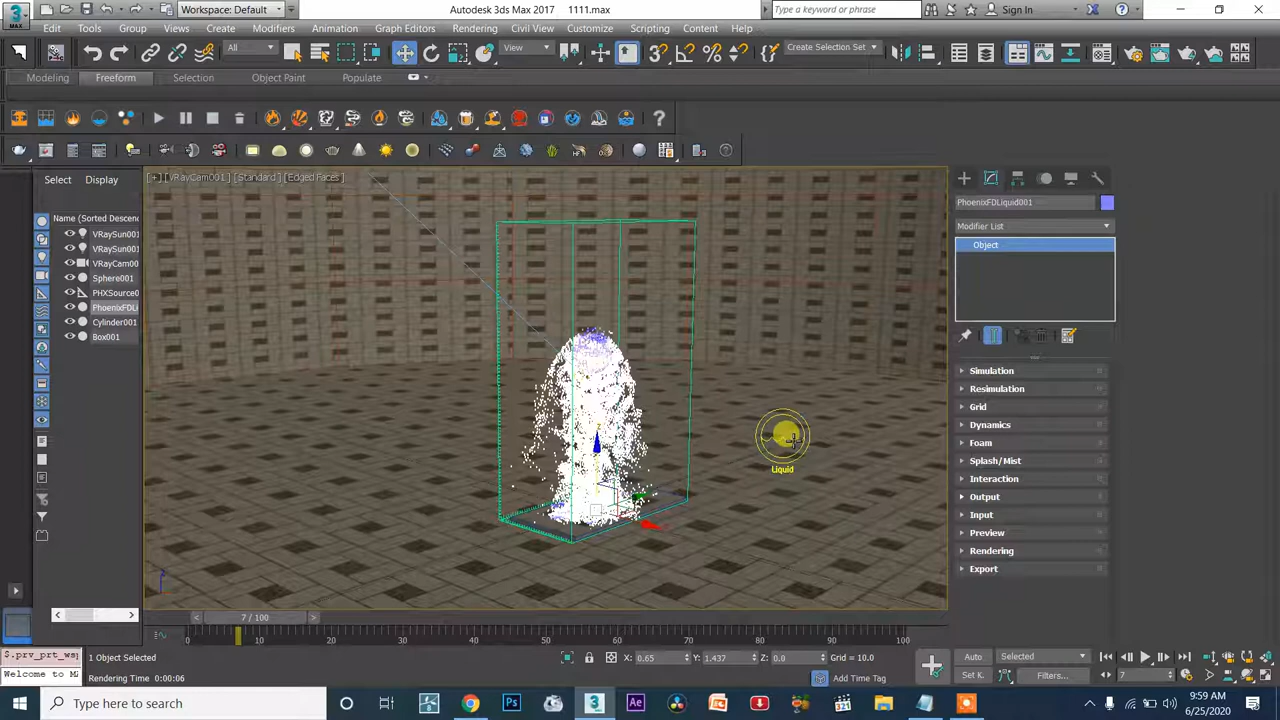 Workspace: Default
Autodesk 3ds Max 2017 1111.max
Type a keyword or phrase
Sign In
MAX
Edit Tools Group Views Create Modifiers Animation Graph Editors Rendering Civil View Customize Scripting Content Help
All
View
Create Selection Set
Modeling Freeform Selection Object Paint Populate
Select Display
[+] [VRayCam001 ] [Standard ] [Edged Faces ]
Name (Sorted Descen
VRaySun001
VRaySun001
VRayCam00
Sphere001
PHXSource0
PhoenixFDLi
Cylinder001
Box001
Liquid
PhoenixFDLiquid001
Modifier List
Object
Simulation
Resimulation
Grid
Dynamics
Foam
Splash/Mist
Interaction
Output
Input
Preview
Rendering
Export
7 / 100
0 10 20 30 40 50 60 70 80 90 100
1 Object Selected
X: 0.65 Y: 1.437 Z: 0.0 Grid = 10.0
Auto Selected
Welcome to M
Rendering Time 0:00:06
Add Time Tag
Set K. Filters... 7
Type here to search
9:59 AM
6/25/2020